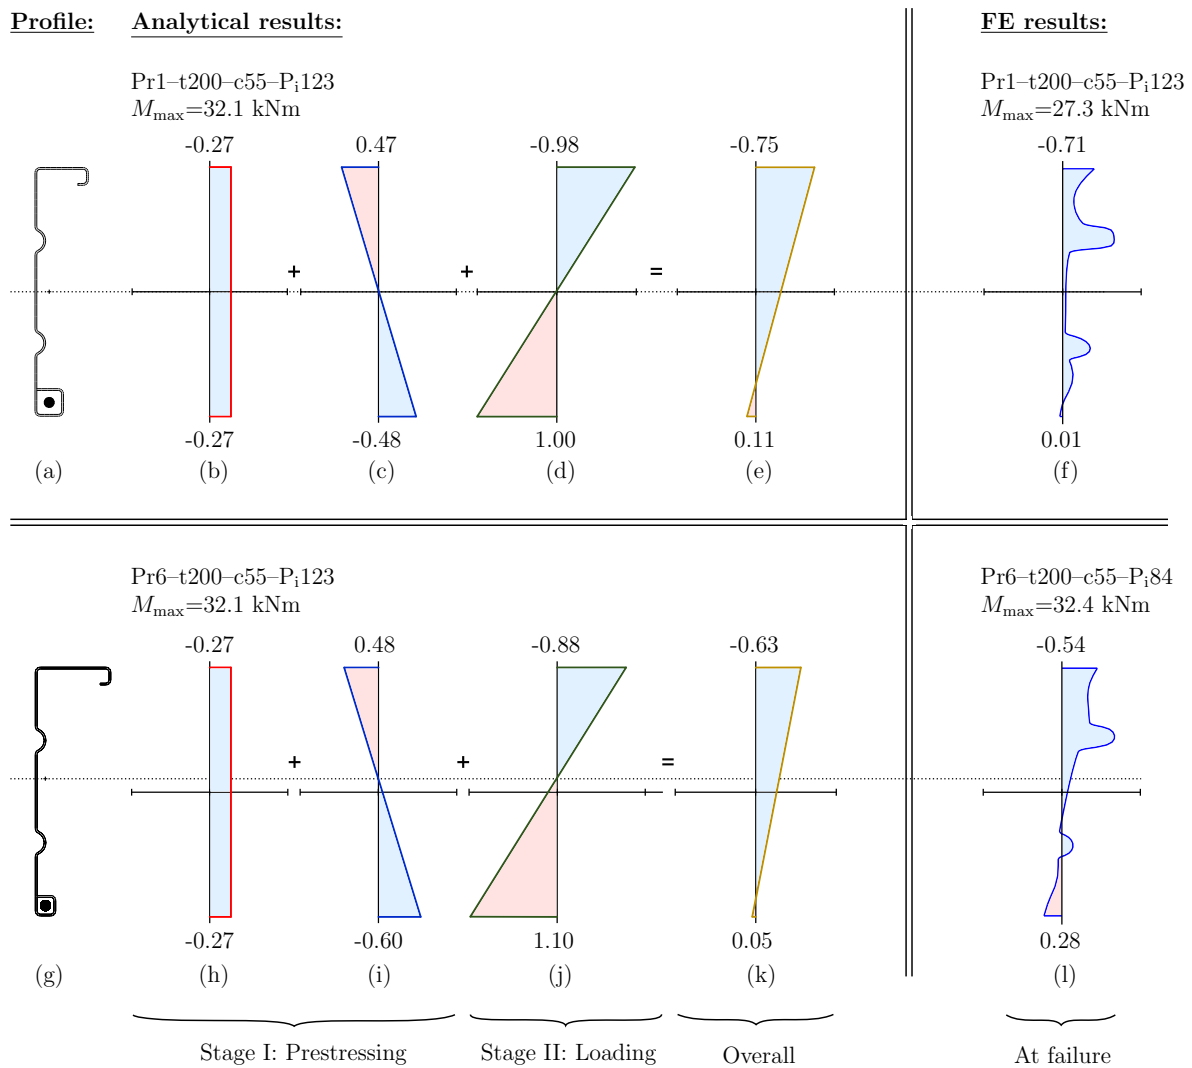 Profile: Analytical results: FE results:
Pr1–t200–c55–Pi123 Pr1–t200–c55–Pi123
Mmax=32.1 kNm Mmax=27.3 kNm
-0.27 0.47 -0.98 -0.75 -0.71
+ + =
-0.27 -0.48 1.00 0.11 0.01
(a) (b) (c) (d) (e) (f)
Pr6–t200–c55–Pi123 Pr6–t200–c55–Pi84
Mmax=32.1 kNm Mmax=32.4 kNm
-0.27 0.48 -0.88 -0.63 -0.54
+ + =
-0.27 -0.60 1.10 0.05 0.28
(g) (h) (i) (j) (k) (l)
Stage I: Prestressing Stage II: Loading Overall At failure